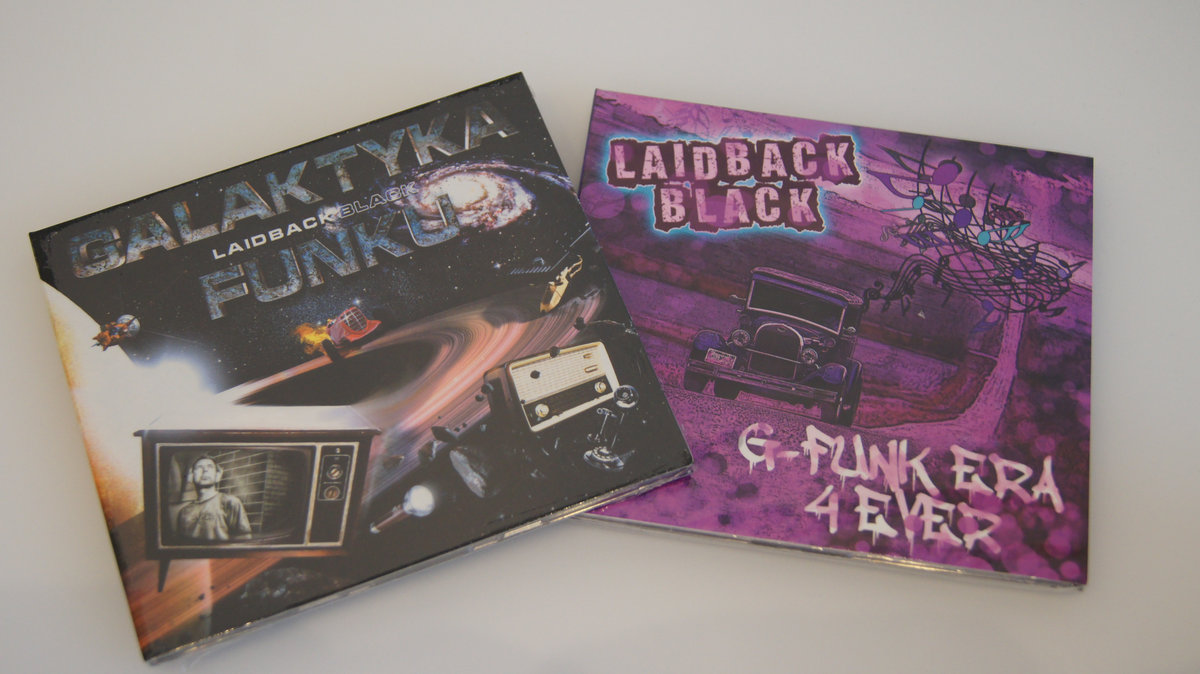 GALAKTYKA
LAIDBACK BLACK
FUNKU
LAIDBACK
BLACK
G-FUNK ERA
4 EVER